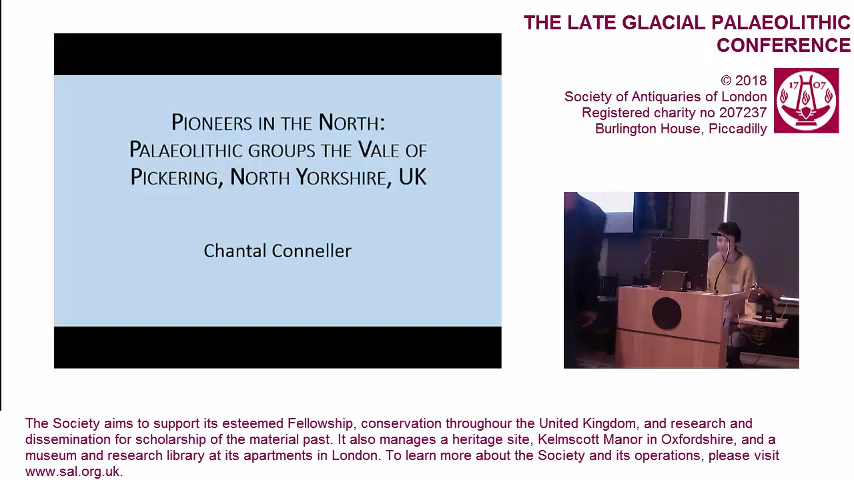 THE LATE GLACIAL PALAEOLITHIC
CONFERENCE
© 2018
Society of Antiquaries of London
Registered charity no 207237
Burlington House, Piccadilly
17 07
PIONEERS IN THE NORTH:
PALAEOLITHIC GROUPS THE VALE OF
PICKERING, NORTH YORKSHIRE, UK
Chantal Conneller
The Society aims to support its esteemed Fellowship, conservation throughour the United Kingdom, and research and
dissemination for scholarship of the material past. It also manages a heritage site, Kelmscott Manor in Oxfordshire, and a
museum and research library at its apartments in London. To learn more about the Society and its operations, please visit
www.sal.org.uk.